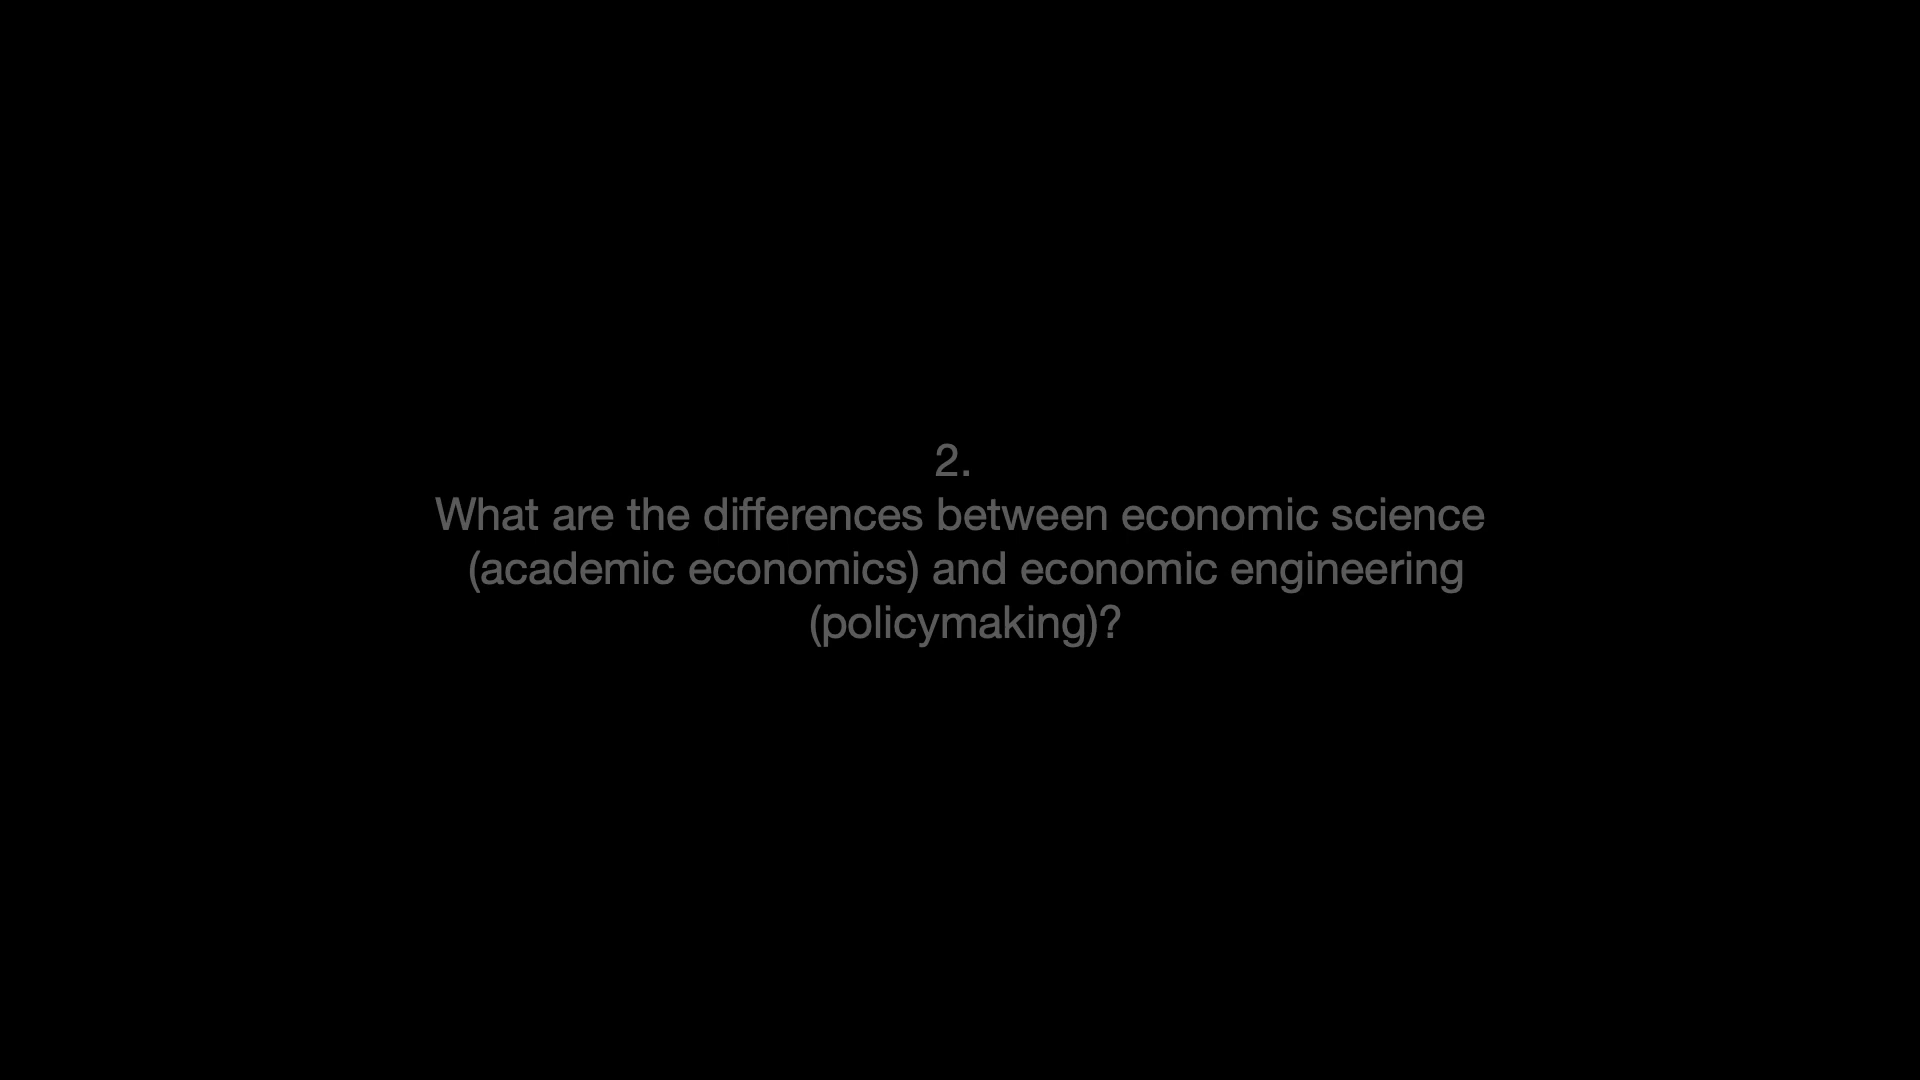 2.
What are the differences between economic science
(academic economics) and economic engineering
(policymaking)?